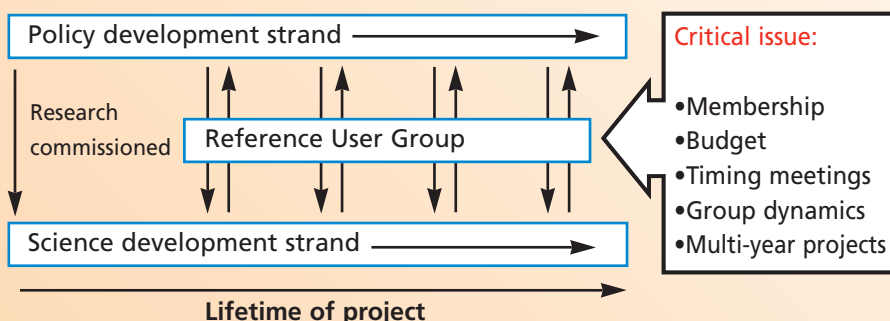 Policy development strand
Research
commissioned
Reference User Group
Science development strand
Lifetime of project
Critical issue:
•Membership
•Budget
•Timing meetings
•Group dynamics
•Multi-year projects